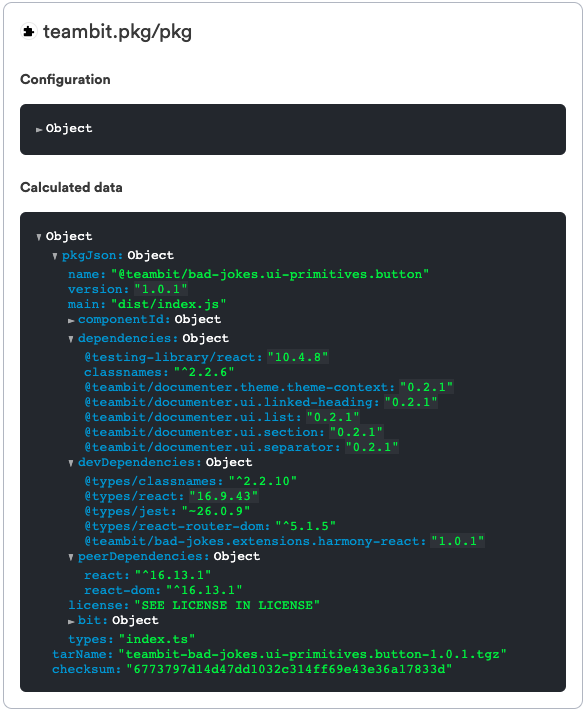 teambit.pkg/pkg
Configuration
►Object
Calculated data
▼Object
▼pkgJson: Object
name: "@teambit/bad-jokes.ui-primitives.button"
version: "1.0.1"
main: "dist/index.js"
►componentId: Object
▼dependencies: Object
@testing-library/react: "10.4.8"
classnames: "^2.2.6"
@teambit/documenter.theme.theme-context: "0.2.1"
@teambit/documenter.ui.linked-heading: "0.2.1"
@teambit/documenter.ui.list: "0.2.1"
@teambit/documenter.ui.section: "0.2.1"
@teambit/documenter.ui.separator: "0.2.1"
▼devDependencies: Object
@types/classnames: "^2.2.10"
@types/react: "16.9.43"
@types/jest: "~26.0.9"
@types/react-router-dom: "^5.1.5"
@teambit/bad-jokes.extensions.harmony-react: "1.0.1"
▼peerDependencies: Object
react: "^16.13.1"
react-dom: "^16.13.1"
license: "SEE LICENSE IN LICENSE"
►bit: Object
types: "index.ts"
tarName: "teambit-bad-jokes.ui-primitives.button-1.0.1.tgz"
checksum: "6773797d14d47dd1032c314ff69e43e36a17833d"